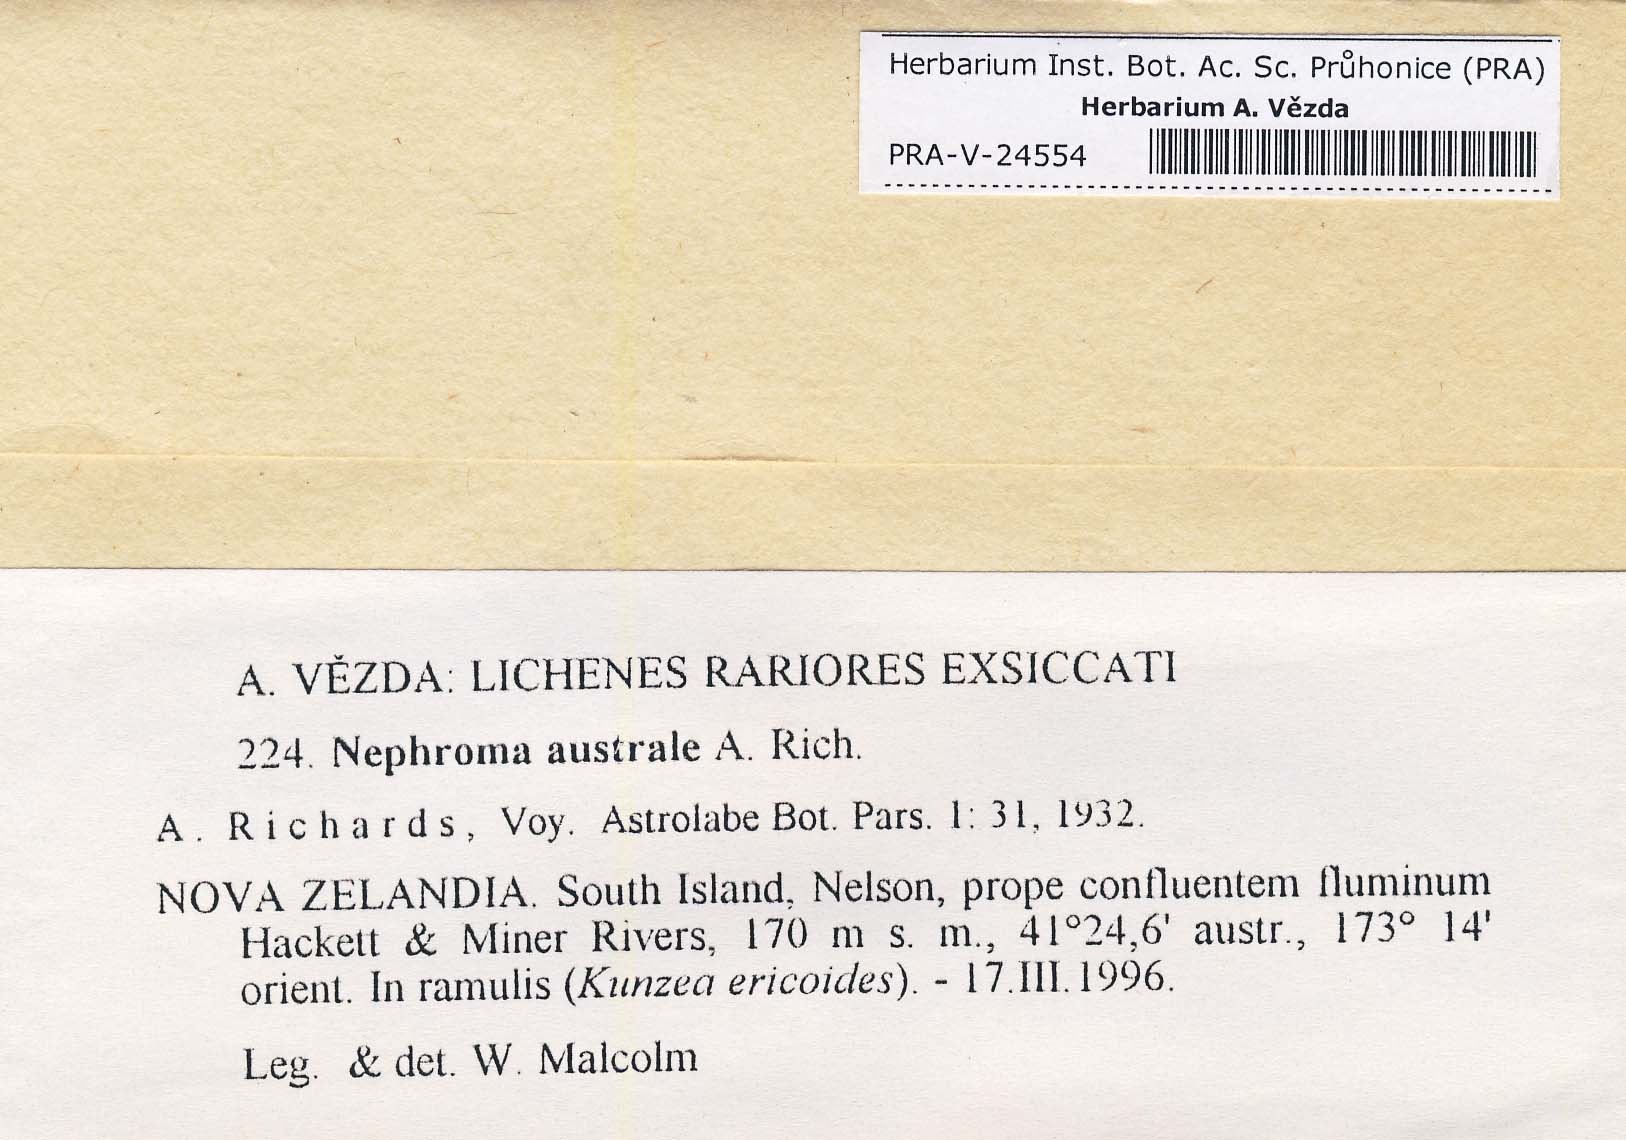 Herbarium Inst. Bot. Ac. Sc. Průhonice (PRA)
Herbarium A. Vězda
PRA-V-24554
A. VĚZDA: LICHENES RARIORES EXSICCATI
224. Nephroma australe A. Rich.
A. Richards, Voy. Astrolabe Bot. Pars. 1: 31, 1932.
NOVA ZELANDIA. South Island, Nelson, prope confluentem fluminum
Hackett & Miner Rivers, 170 m s. m., 41°24,6' austr., 173° 14'
orient. In ramulis (Kunzea ericoides). - 17.III.1996.
Leg. & det. W. Malcolm